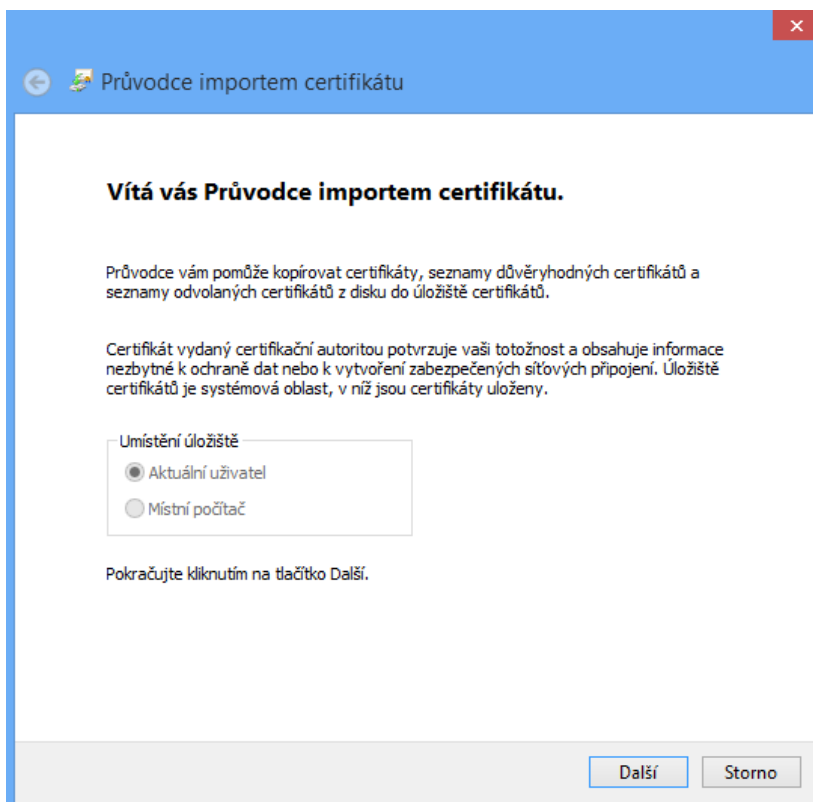 Průvodce importem certifikátu
Vítá vás Průvodce importem certifikátu.
Průvodce vám pomůže kopírovat certifikáty, seznamy důvěryhodných certifikátů a
seznamy odvolaných certifikátů z disku do úložiště certifikátů.
Certifikát vydaný certifikační autoritou potvrzuje vaši totožnost a obsahuje informace
nezbytné k ochraně dat nebo k vytvoření zabezpečených síťových připojení. Úložiště
certifikátů je systémová oblast, v níž jsou certifikáty uloženy.
Umístění úložiště
Aktuální uživatel
Místní počítač
Pokračujte kliknutím na tlačítko Další.
Další
Storno